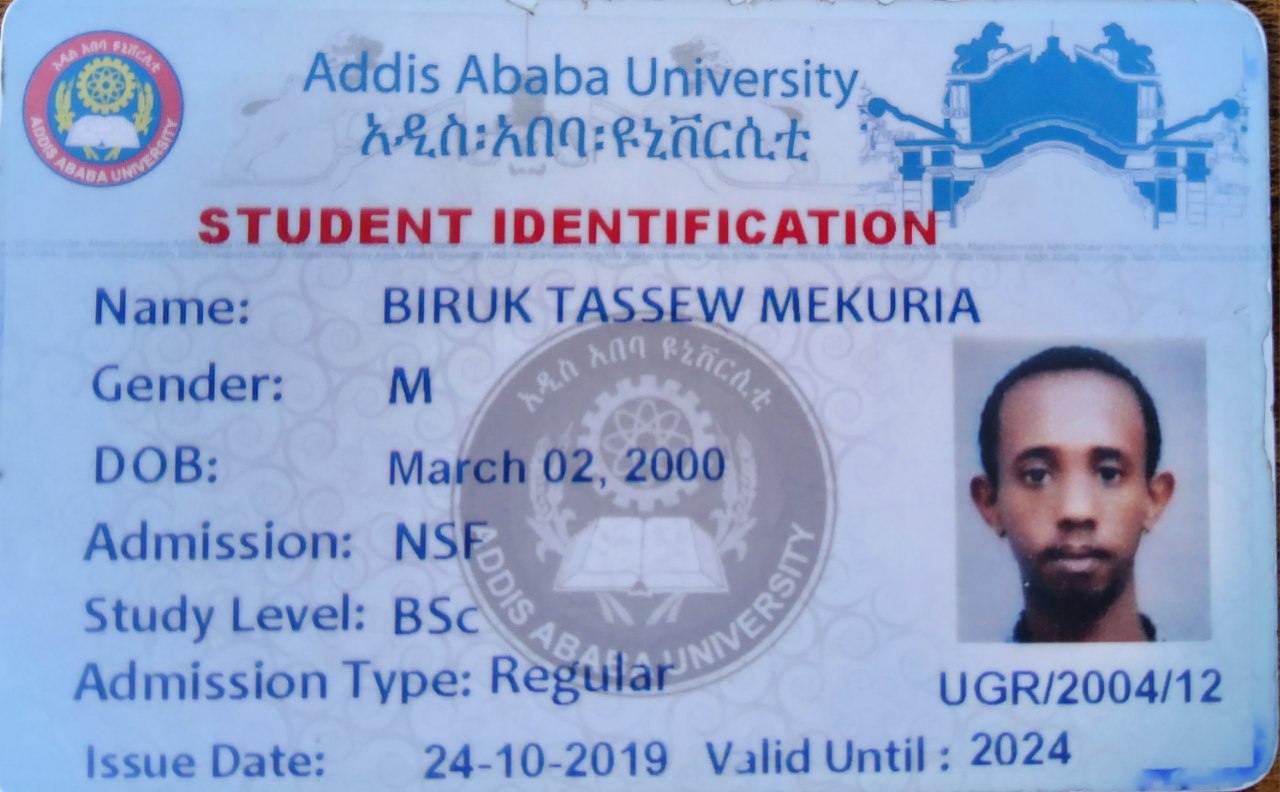 አዲስ አበባ ዩኒቨርሲቲ
ADDIS ABABA UNIVERSITY
Addis Ababa University
አዲስ፡አበባ፡ዩኒቨርሲቲ
STUDENT IDENTIFICATION
Name: BIRUK TASSEW MEKURIA
Gender: M
DOB: March 02, 2000
Admission: NSF
Study Level: BSc
Admission Type: Regular
UGR/2004/12
Issue Date: 24-10-2019 Valid Until : 2024
አዲስ አበባ ዩኒቨርሲቲ
ADDIS ABABA UNIVERSITY